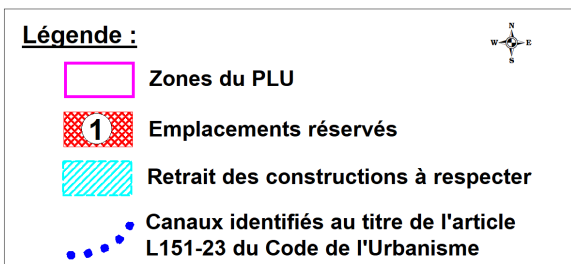 Légende :
N
W E
S
Zones du PLU
1 Emplacements réservés
Retrait des constructions à respecter
Canaux identifiés au titre de l'article
L151-23 du Code de l'Urbanisme